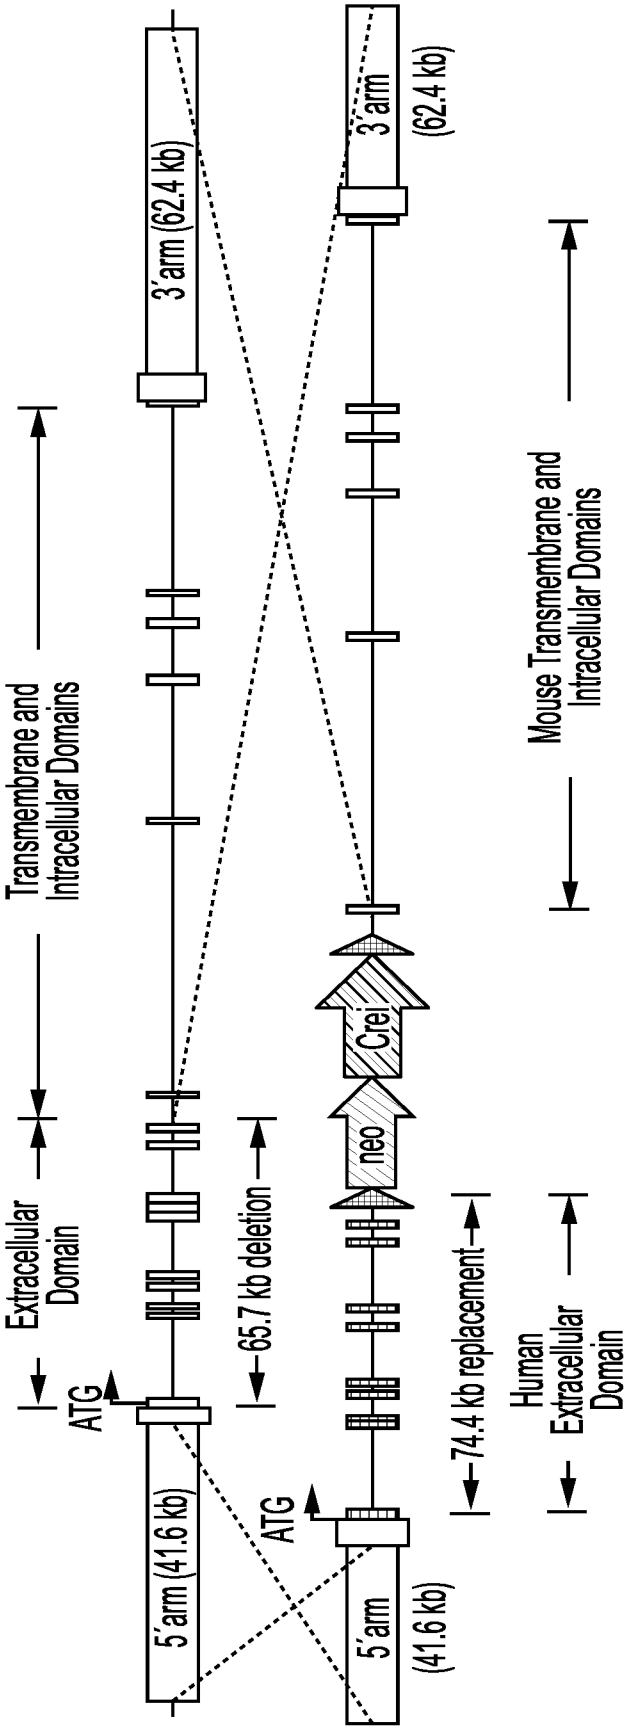 Extracellular
Domain
Transmembrane and
Intracellular Domains
ATG
5′arm (41.6 kb)
3′arm (62.4 kb)
65.7 kb deletion
ATG
5′arm
(41.6 kb)
neo
Crei
3′arm
(62.4 kb)
74.4 kb replacement
Human
Extracellular
Domain
Mouse Transmembrane and
Intracellular Domains